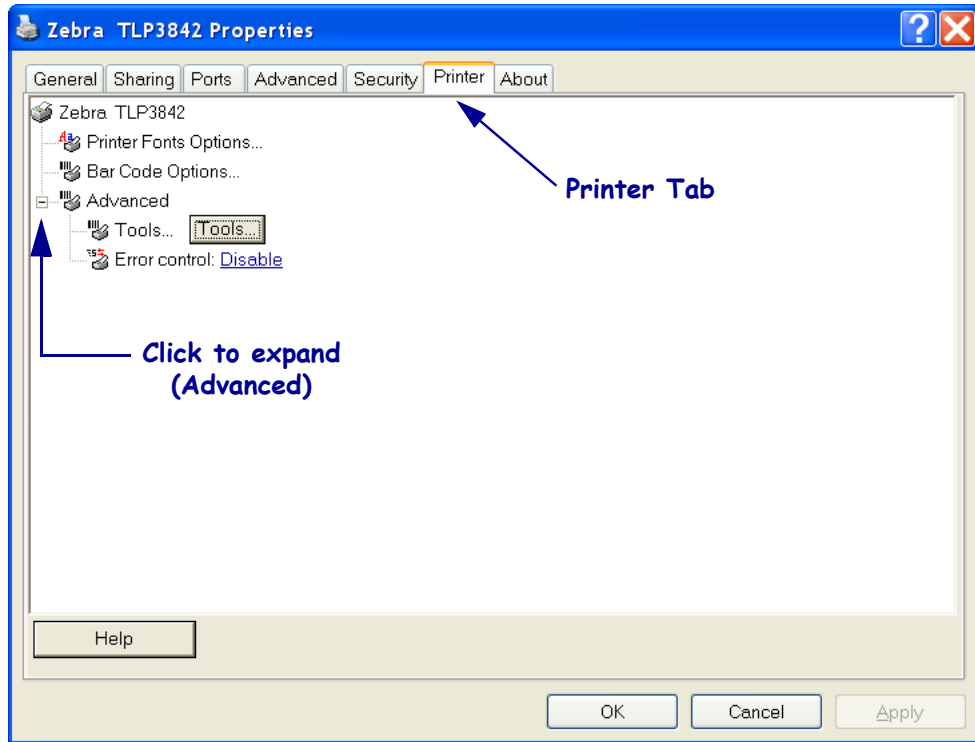 Zebra TLP3842 Properties
General Sharing Ports Advanced Security Printer About
Zebra TLP3842
Printer Fonts Options...
Bar Code Options...
Printer Tab
Advanced
Tools... Tools...
Error control: Disable
Click to expand
(Advanced)
Help
OK Cancel Apply